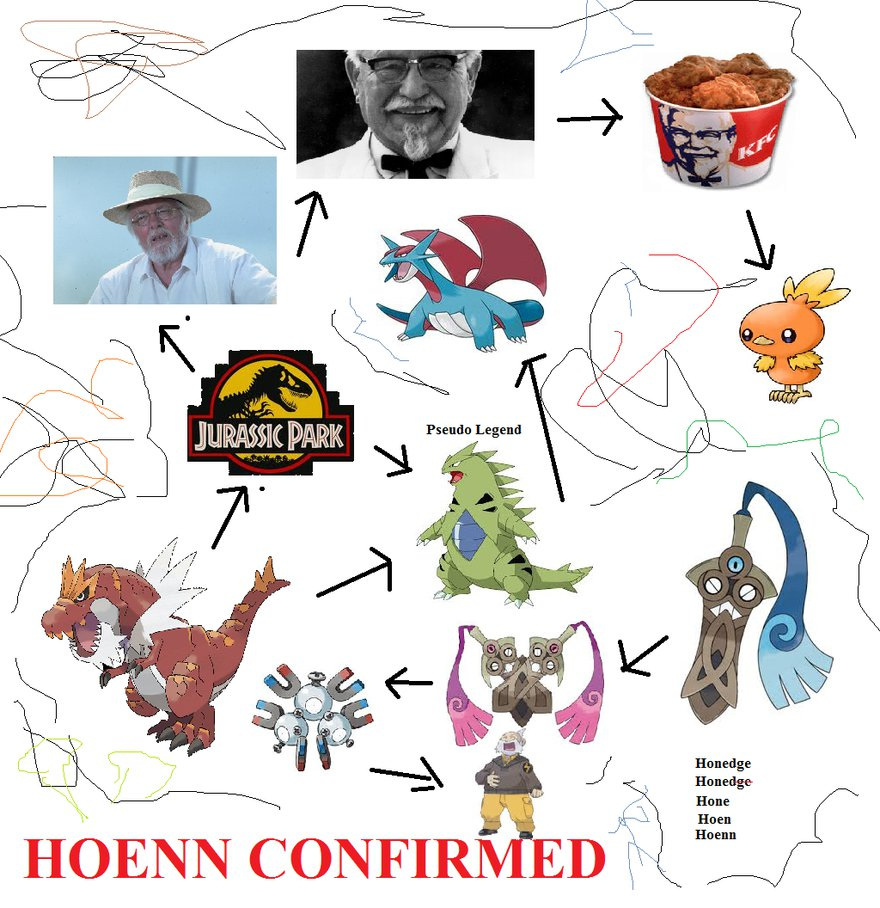 KFC
JURASSIC PARK
Pseudo Legend
Honedge
Honedge
Hone
Hoen
Hoenn
HOENN CONFIRMED